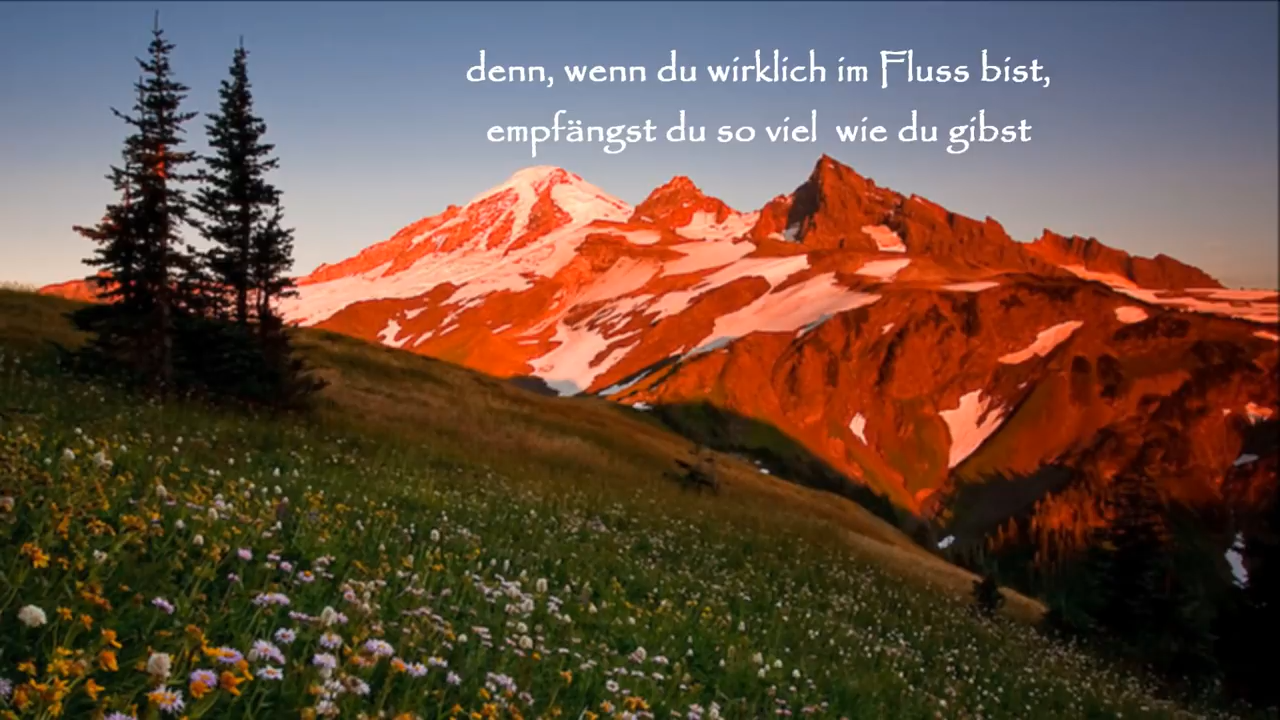 denn, wenn du wirklich im Fluss bist,
empfängst du so viel  wie du gibst